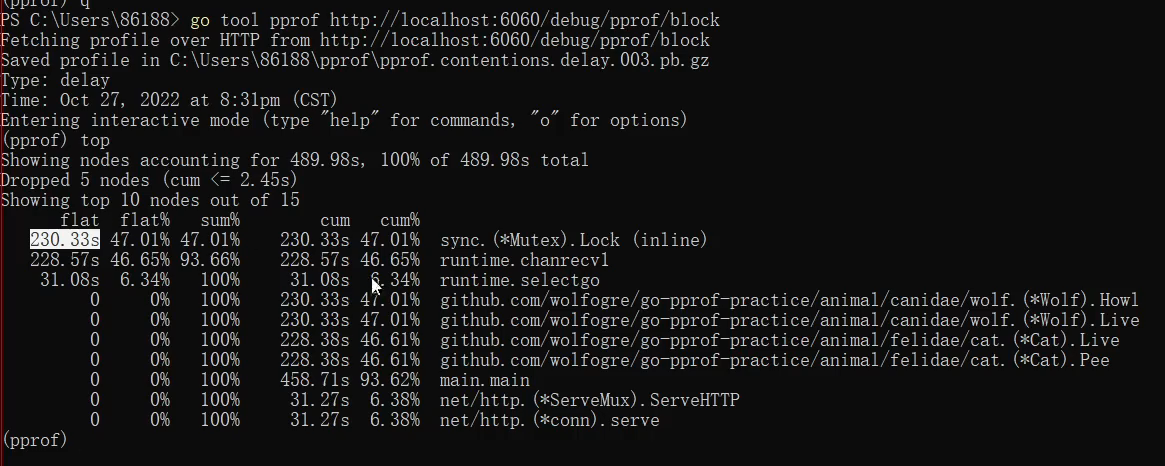 (pprof) q
PS C:\Users\86188> go tool pprof http://localhost:6060/debug/pprof/block
Fetching profile over HTTP from http://localhost:6060/debug/pprof/block
Saved profile in C:\Users\86188\pprof\pprof.contentions.delay.003.pb.gz
Type: delay
Time: Oct 27, 2022 at 8:31pm (CST)
Entering interactive mode (type "help" for commands, "o" for options)
(pprof) top
Showing nodes accounting for 489.98s, 100% of 489.98s total
Dropped 5 nodes (cum <= 2.45s)
Showing top 10 nodes out of 15
flat flat% sum% cum cum%
230.33s 47.01% 47.01% 230.33s 47.01% sync.(*Mutex).Lock (inline)
228.57s 46.65% 93.66% 228.57s 46.65% runtime.chanrecv1
31.08s 6.34% 100% 31.08s 6.34% runtime.selectgo
0 0% 100% 230.33s 47.01% github.com/wolfogre/go-pprof-practice/animal/canidae/wolf.(*Wolf).Howl
0 0% 100% 230.33s 47.01% github.com/wolfogre/go-pprof-practice/animal/canidae/wolf.(*Wolf).Live
0 0% 100% 228.38s 46.61% github.com/wolfogre/go-pprof-practice/animal/felidae/cat.(*Cat).Live
0 0% 100% 228.38s 46.61% github.com/wolfogre/go-pprof-practice/animal/felidae/cat.(*Cat).Pee
0 0% 100% 458.71s 93.62% main.main
0 0% 100% 31.27s 6.38% net/http.(*ServeMux).ServeHTTP
0 0% 100% 31.27s 6.38% net/http.(*conn).serve
(pprof)